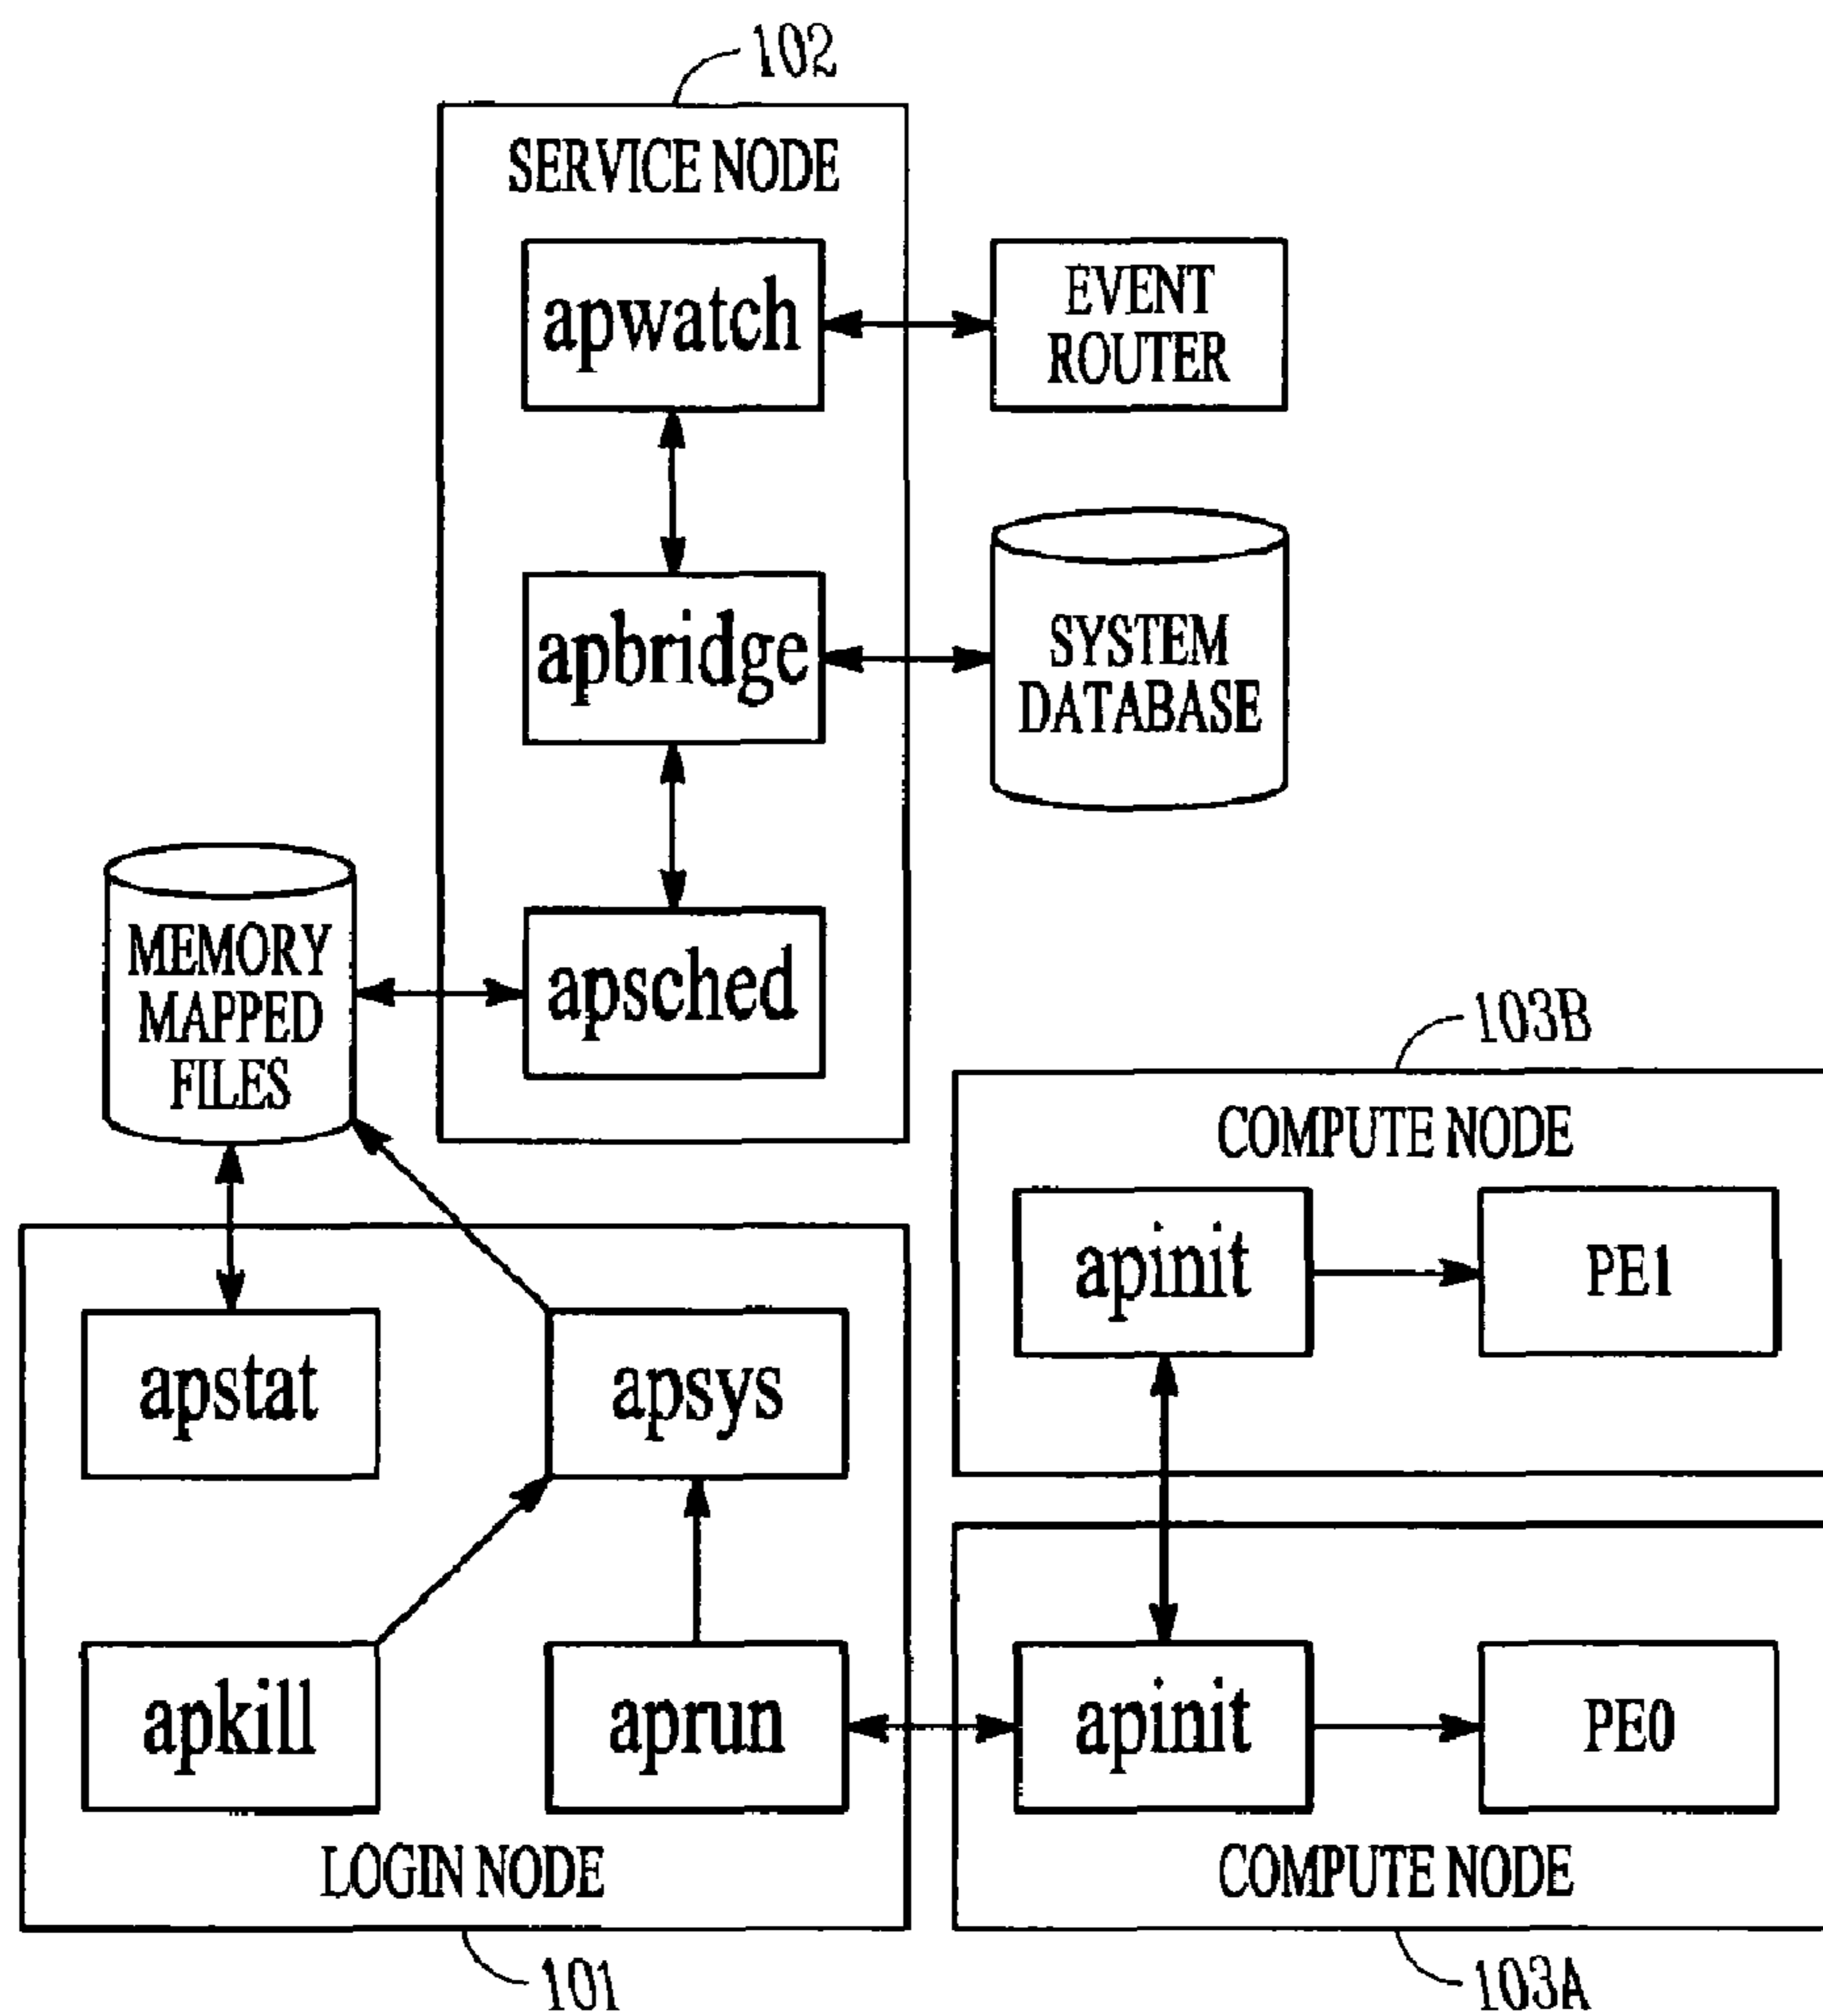 102
SERVICE NODE
apwatch
EVENT
ROUTER
apbridge
SYSTEM
DATABASE
MEMORY
MAPPED
FILES
apsched
103B
COMPUTE NODE
apinit
PE1
apstat
apsys
apkill
aprun
apinit
PE0
LOGIN NODE
COMPUTE NODE
101
103A